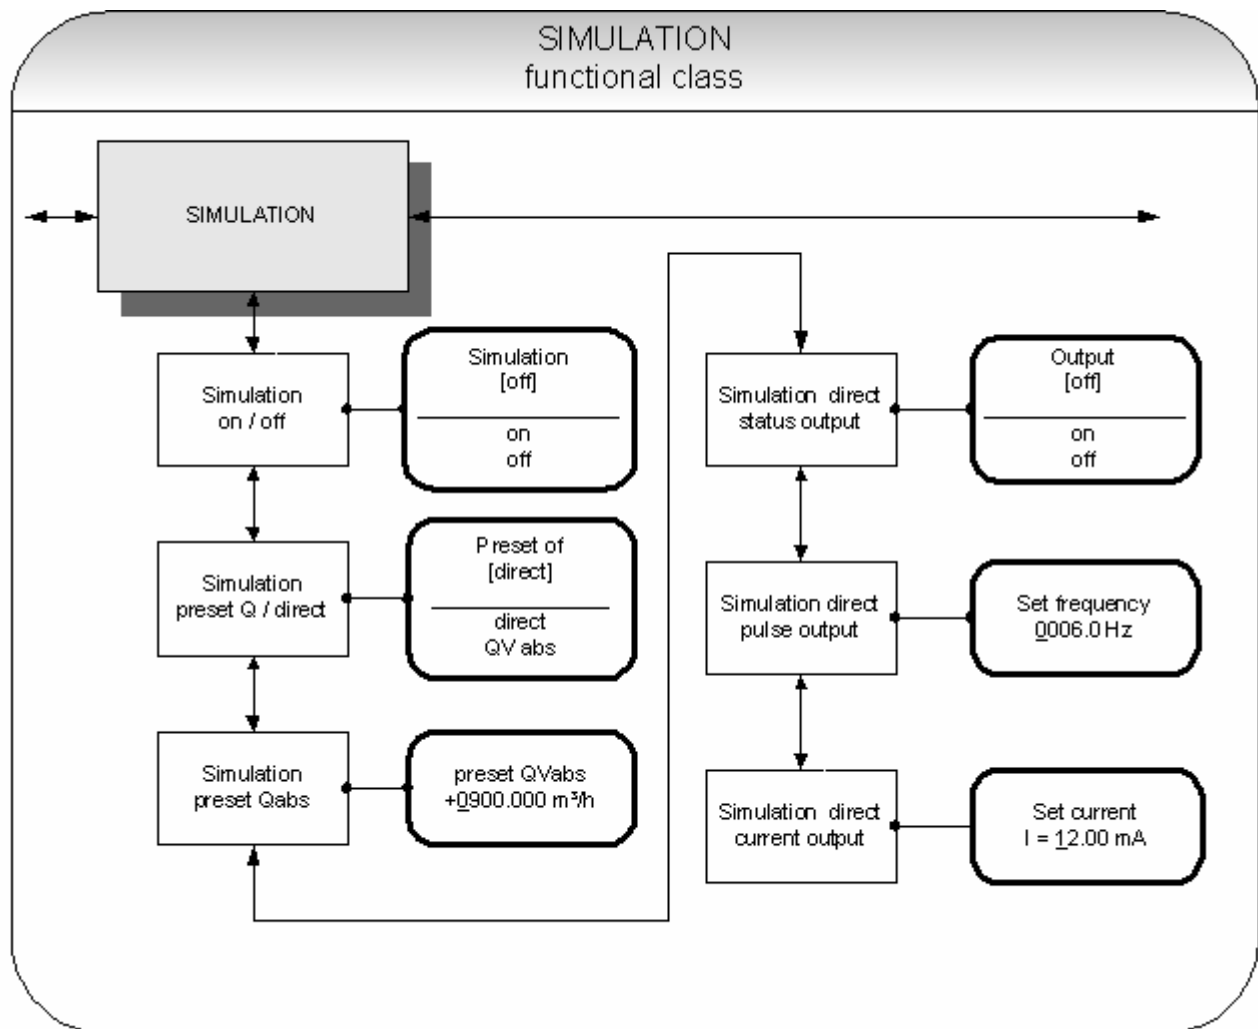 SIMULATION
functional class
SIMULATION
Simulation
on / off
Simulation
[off]
on
off
Simulation
preset Q / direct
Preset of
[direct]
direct
QV abs
Simulation
preset Qabs
preset QVabs
+0900.000 m³/h
Simulation direct
status output
Output
[off]
on
off
Simulation direct
pulse output
Set frequency
0006.0 Hz
Simulation direct
current output
Set current
I = 12.00 mA